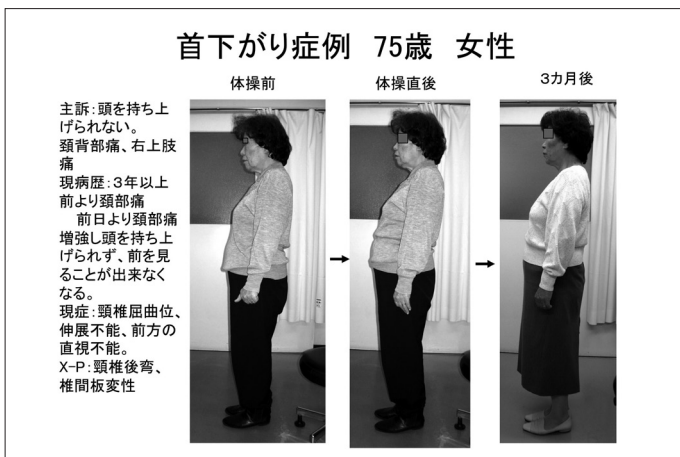 首下がり症例 75歳 女性
体操前
体操直後
3カ月後
主訴:頭を持ち上
げられない。
頚背部痛、右上肢
痛
現病歴:3年以上
前より頚部痛
前日より頚部痛
増強し頭を持ち上
げられず、前を見
ることが出来なく
なる。
現症:頸椎屈曲位、
伸展不能、前方の
直視不能。
X-P:頸椎後弯、
椎間板変性